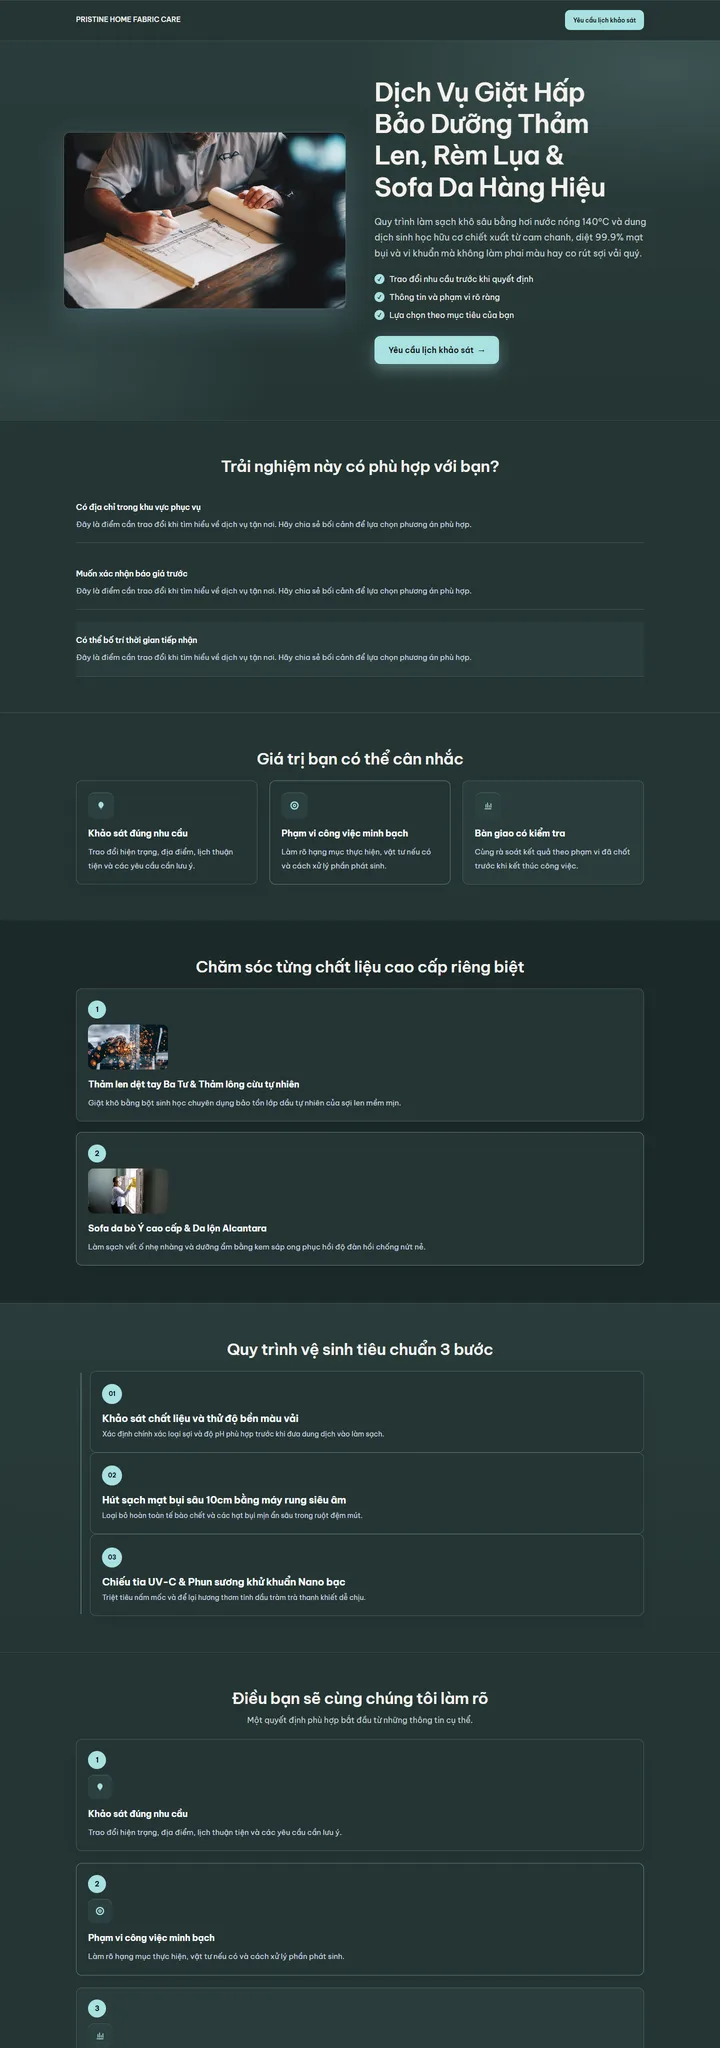 PRISTINE HOME FABRIC CARE
Yêu cầu lịch khảo sát
Dịch Vụ Giặt Hấp
Bảo Dưỡng Thảm
Len, Rèm Lụa &
Sofa Da Hàng Hiệu
Quy trình làm sạch khô sâu bằng hơi nước nóng 140°C và dung
dịch sinh học hữu cơ chiết xuất từ cam chanh, diệt 99.9% mạt
bụi và vi khuẩn mà không làm phai màu hay co rút sợi vải quý.
Trao đổi nhu cầu trước khi quyết định
Thông tin và phạm vi rõ ràng
Lựa chọn theo mục tiêu của bạn
Yêu cầu lịch khảo sát →
Trải nghiệm này có phù hợp với bạn?
Có địa chỉ trong khu vực phục vụ
Đây là điểm cần trao đổi khi tìm hiểu về dịch vụ tận nơi. Hãy chia sẻ bối cảnh để lựa chọn phương án phù hợp.
Muốn xác nhận báo giá trước
Đây là điểm cần trao đổi khi tìm hiểu về dịch vụ tận nơi. Hãy chia sẻ bối cảnh để lựa chọn phương án phù hợp.
Có thể bố trí thời gian tiếp nhận
Đây là điểm cần trao đổi khi tìm hiểu về dịch vụ tận nơi. Hãy chia sẻ bối cảnh để lựa chọn phương án phù hợp.
Giá trị bạn có thể cân nhắc
Khảo sát đúng nhu cầu
Trao đổi hiện trạng, địa điểm, lịch thuận
tiện và các yêu cầu cần lưu ý.
Phạm vi công việc minh bạch
Làm rõ hạng mục thực hiện, vật tư nếu có
và cách xử lý phần phát sinh.
Bàn giao có kiểm tra
Cùng rà soát kết quả theo phạm vi đã chốt
trước khi kết thúc công việc.
Chăm sóc từng chất liệu cao cấp riêng biệt
1
Thảm len dệt tay Ba Tư & Thảm lông cừu tự nhiên
Giặt khô bằng bột sinh học chuyên dụng bảo tồn lớp dầu tự nhiên của sợi len mềm mịn.
2
Sofa da bò Ý cao cấp & Da lộn Alcantara
Làm sạch vết ố nhẹ nhàng và dưỡng ẩm bằng kem sáp ong phục hồi độ đàn hồi chống nứt nẻ.
Quy trình vệ sinh tiêu chuẩn 3 bước
01
Khảo sát chất liệu và thử độ bền màu vải
Xác định chính xác loại sợi và độ pH phù hợp trước khi đưa dung dịch vào làm sạch.
02
Hút sạch mạt bụi sâu 10cm bằng máy rung siêu âm
Loại bỏ hoàn toàn tế bào chết và các hạt bụi mịn ẩn sâu trong ruột đệm mút.
03
Chiếu tia UV-C & Phun sương khử khuẩn Nano bạc
Triệt tiêu nấm mốc và để lại hương thơm tinh dầu tràm trà thanh khiết dễ chịu.
Điều bạn sẽ cùng chúng tôi làm rõ
Một quyết định phù hợp bắt đầu từ những thông tin cụ thể.
1
Khảo sát đúng nhu cầu
Trao đổi hiện trạng, địa điểm, lịch thuận tiện và các yêu cầu cần lưu ý.
2
Phạm vi công việc minh bạch
Làm rõ hạng mục thực hiện, vật tư nếu có và cách xử lý phần phát sinh.
3